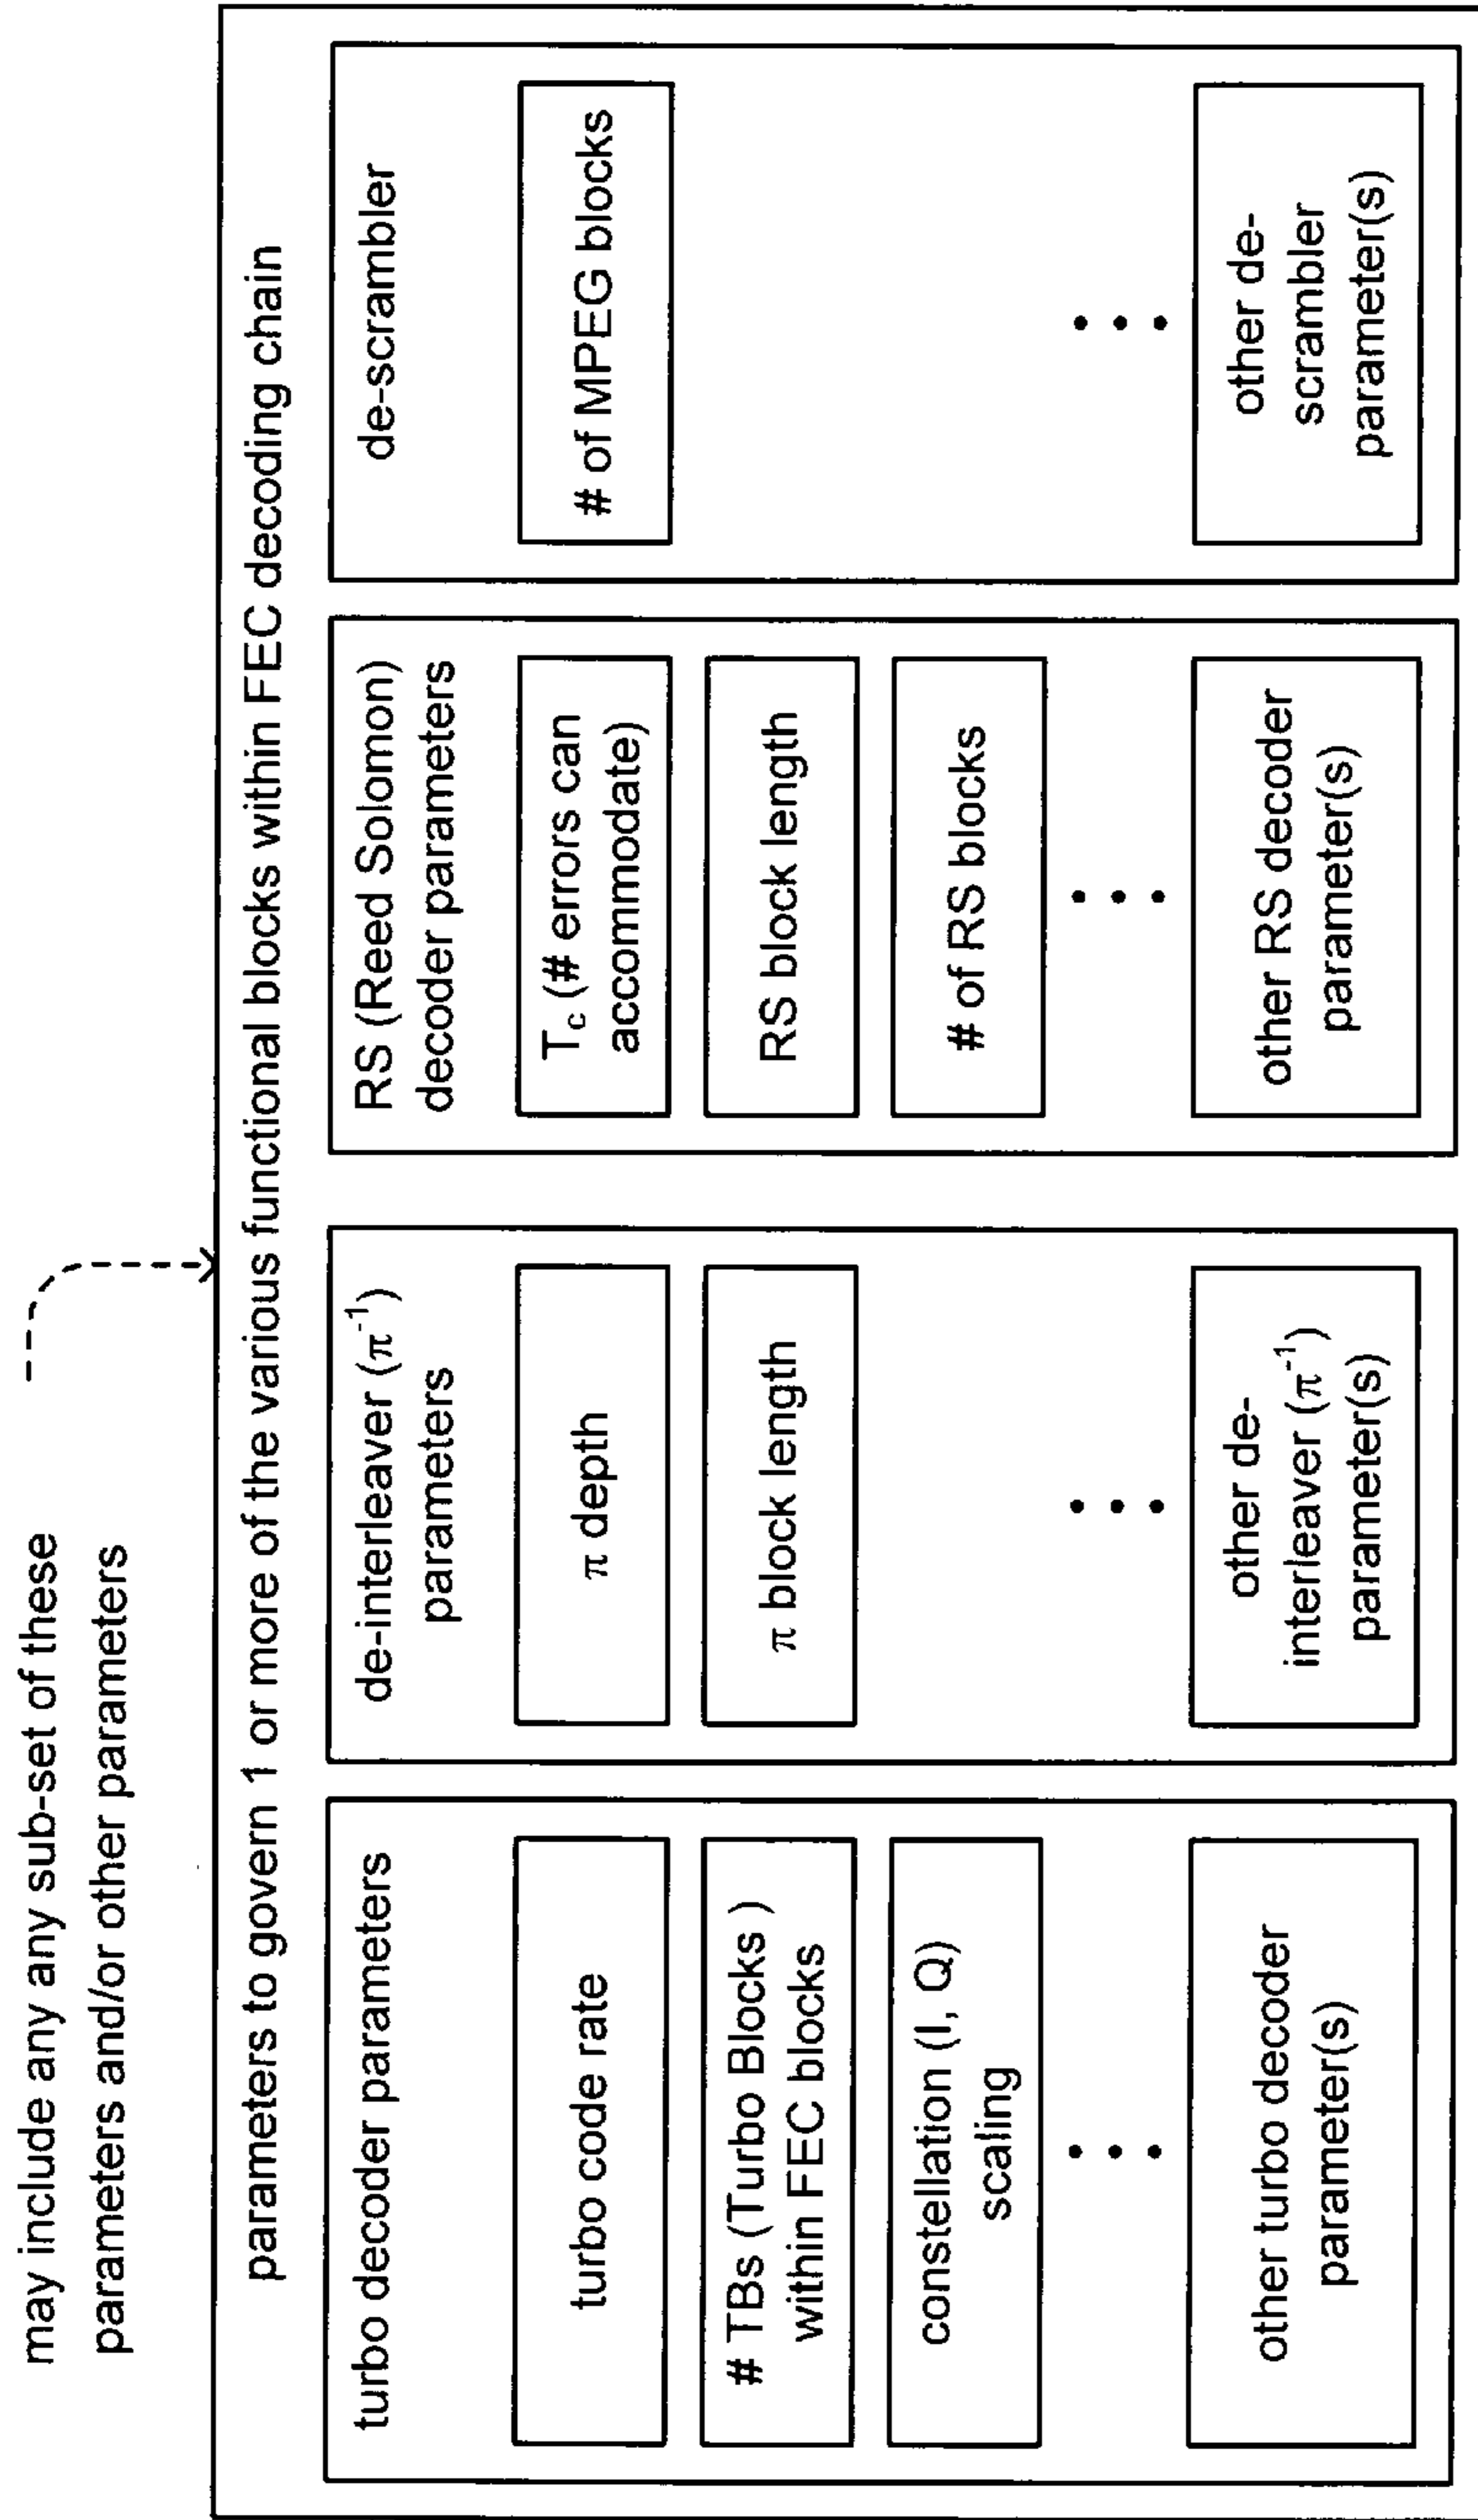 may include any any sub-set of these
parameters and/or other parameters
parameters to govern 1 or more of the various functional blocks within FEC decoding chain
turbo decoder parameters
turbo code rate
# TBs (Turbo Blocks )
within FEC blocks
constellation (I, Q)
scaling
other turbo decoder
parameter(s)
de-interleaver (π⁻¹)
parameters
π depth
π block length
other de-
interleaver (π⁻¹)
parameter(s)
RS (Reed Solomon)
decoder parameters
T_c (# errors can
accommodate)
RS block length
# of RS blocks
other RS decoder
parameter(s)
de-scrambler
# of MPEG blocks
other de-
scrambler
parameter(s)